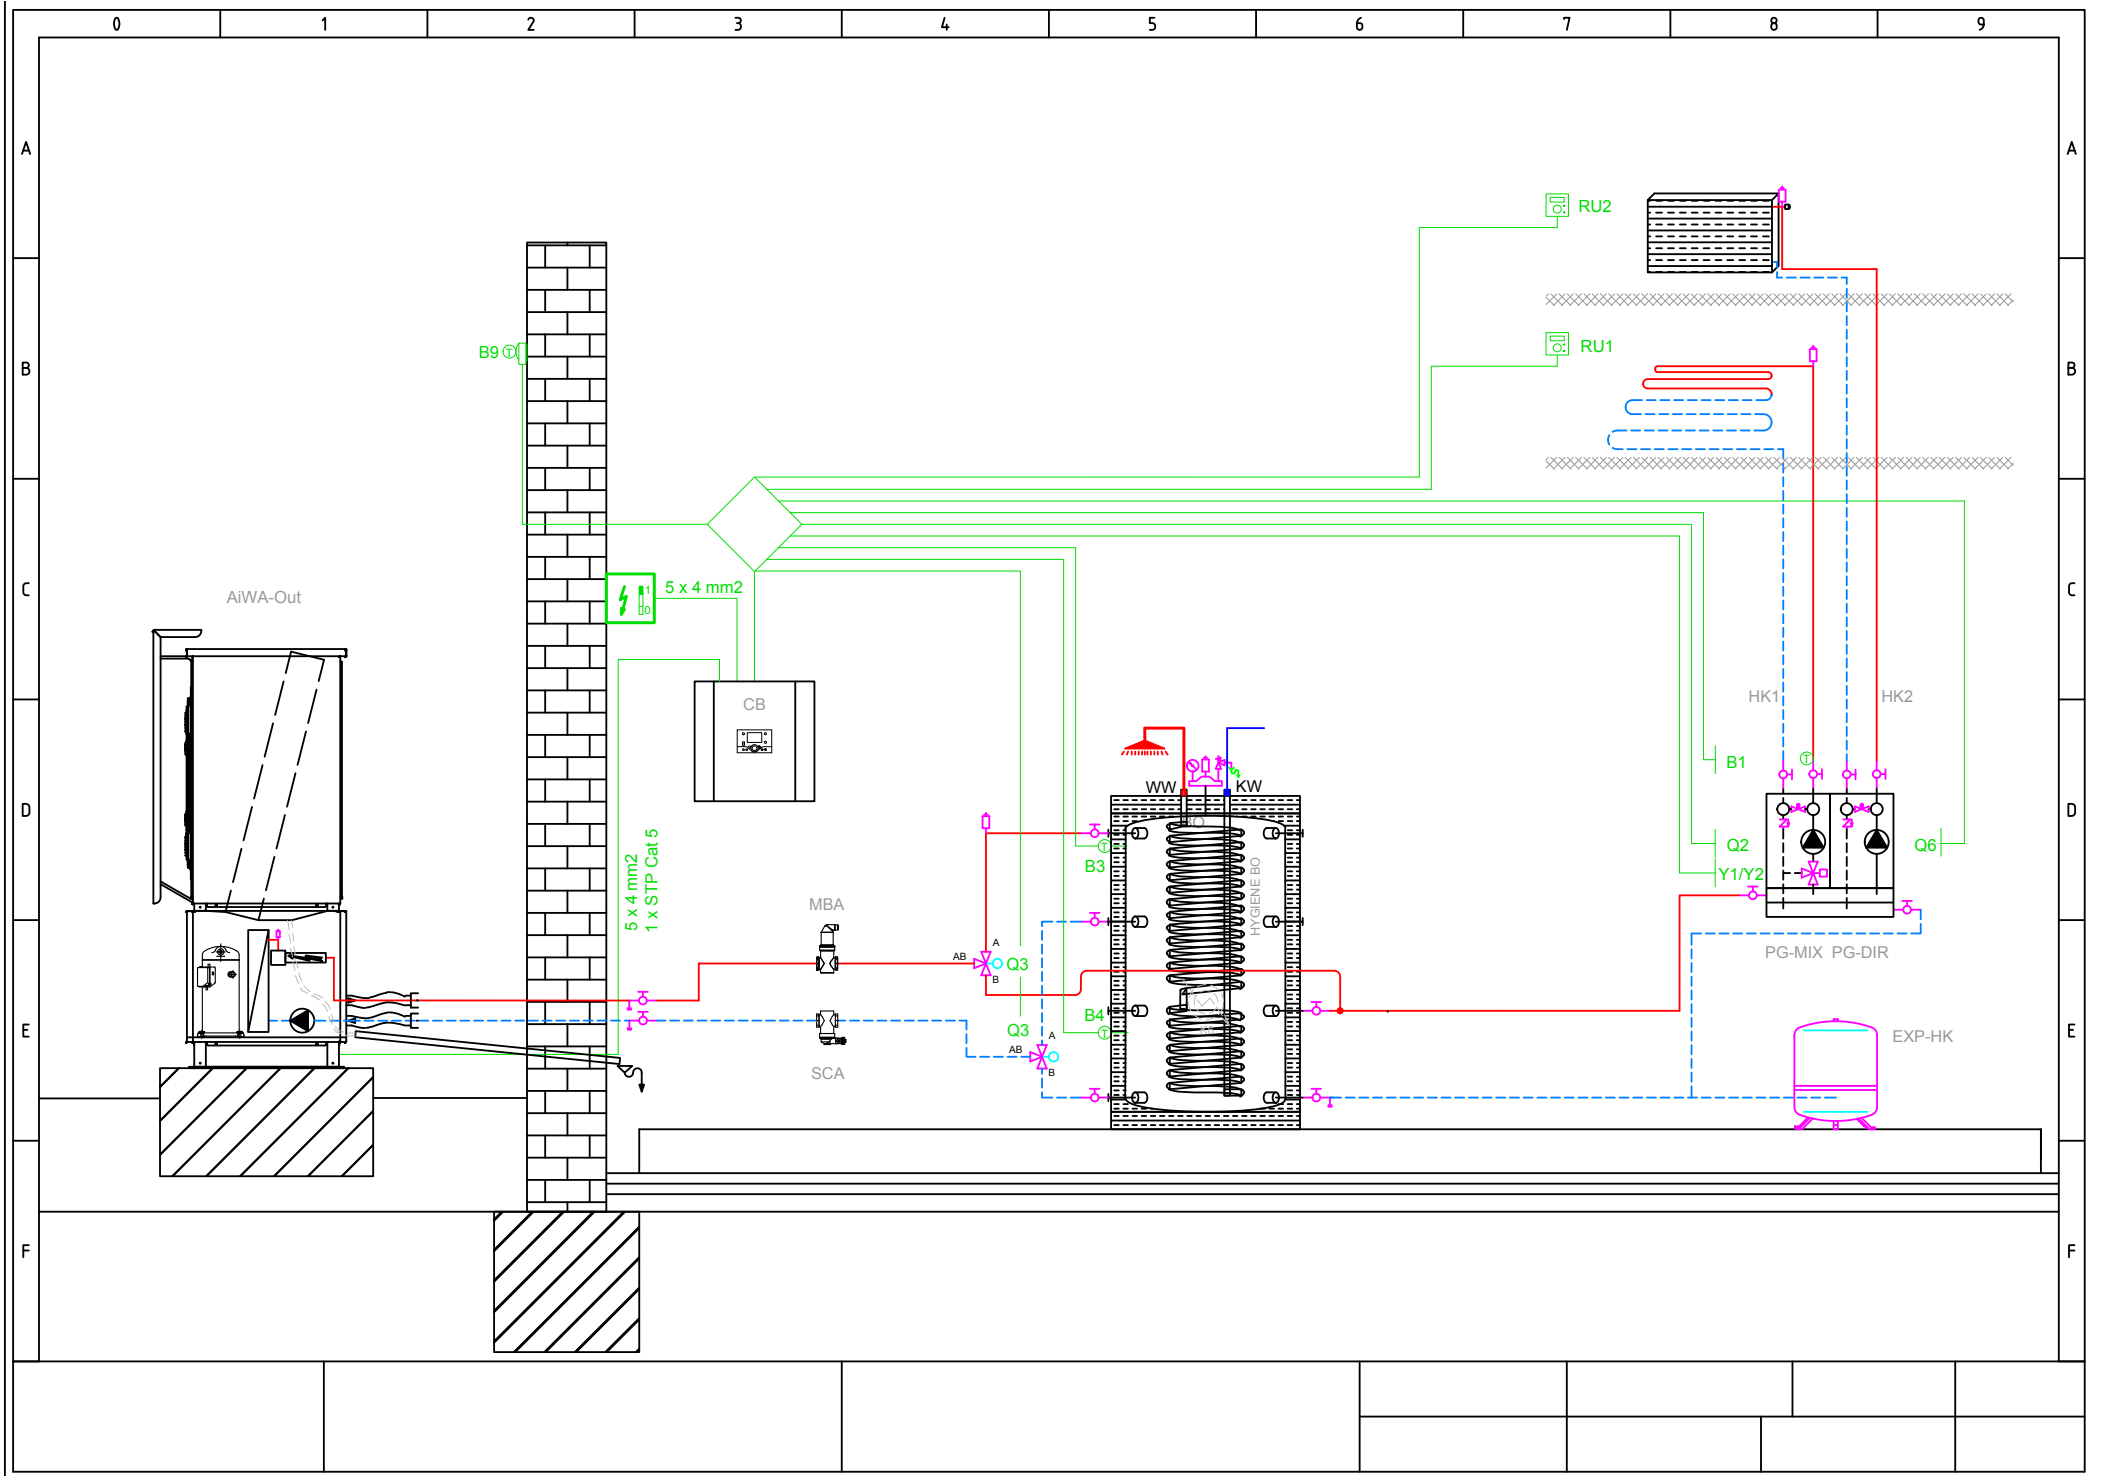 0 1 2 3 4 5 6 7 8 9
A A
RU2
B9 T
RU1
B B
C C
AiWA-Out
5 x 4 mm2
1
0
CB
HK1 HK2
B1 T
WW KW
D D
B3 T
HYGIENE BO
Q2 Q6
Y1/Y2
5 x 4 mm2
1 x STP Cat 5
MBA
A
AB Q3
B
PG-MIX PG-DIR
B4
Q3 T
E E
A
AB
B
EXP-HK
SCA
F F